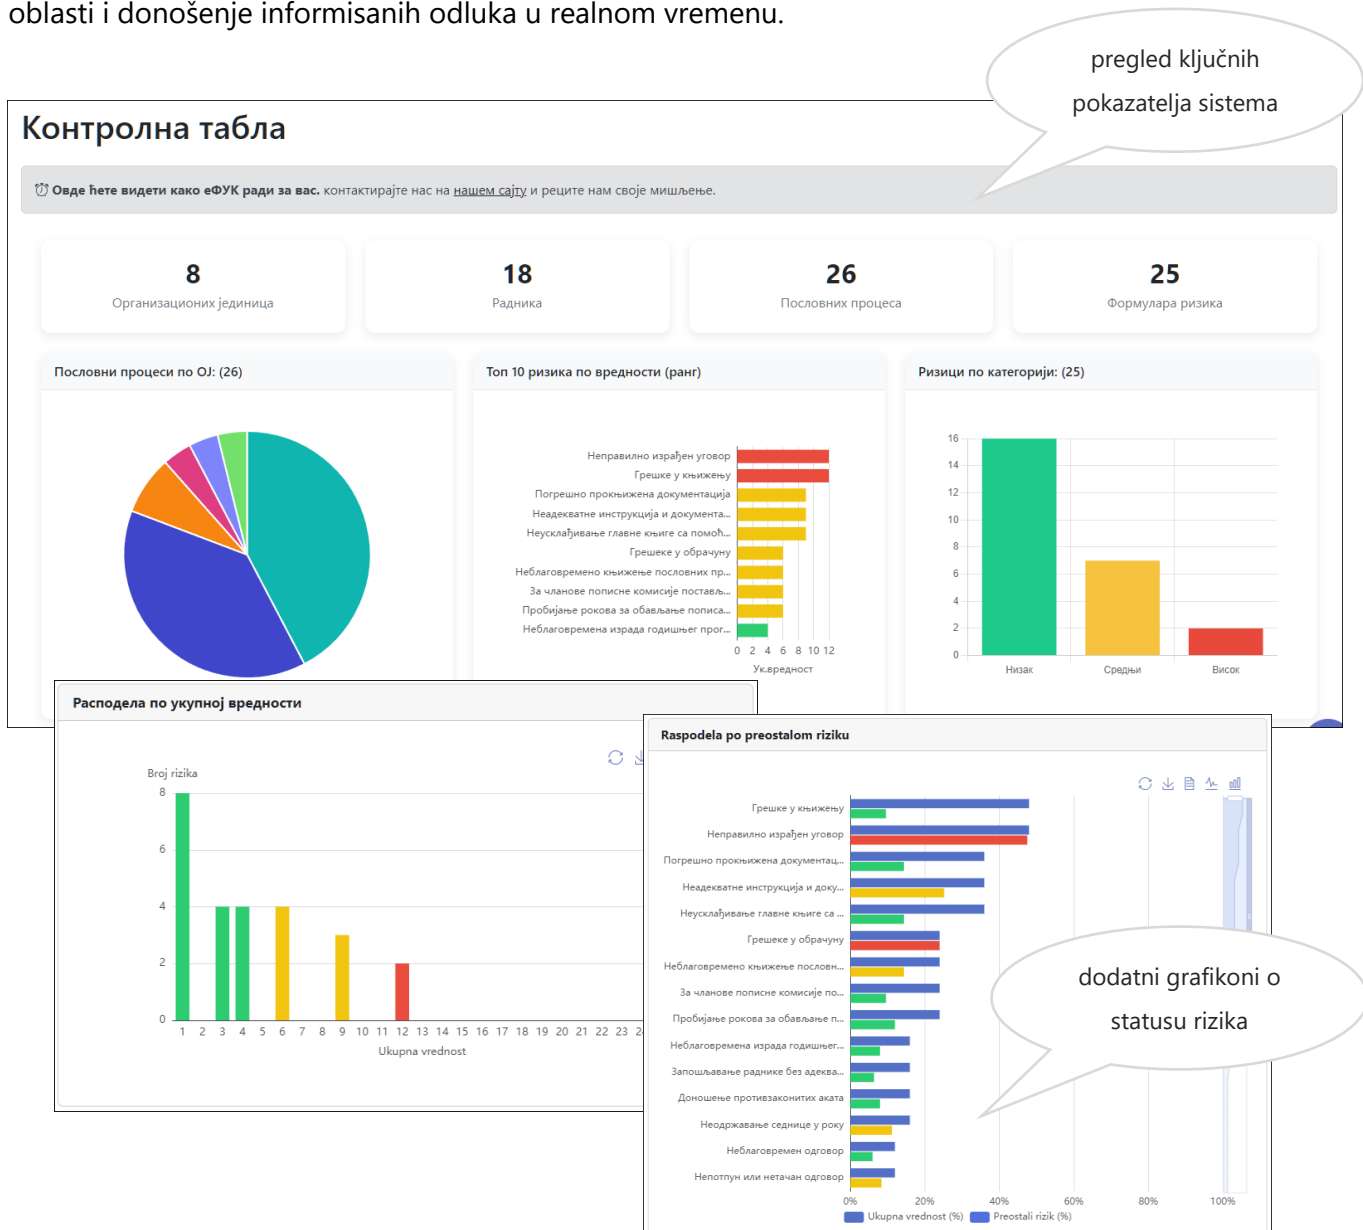 oblasti i donošenje informisanih odluka u realnom vremenu.
pregled ključnih
pokazatelja sistema
Контролна табла
Овде ћете видети како еФУК ради за вас. контактирајте нас на нашем сајту и реците нам своје мишљење.
8
Организационих јединица
18
Радника
26
Пословних процеса
25
Формулара ризика
Пословни процеси по ОЈ: (26)
Топ 10 ризика по вредности (ранг)
Неправилно израђен уговор
Грешке у књижењу
Погрешно прокњижена документација
Неадекватне инструкција и документа...
Неусклађивање главне књиге са помоћ...
Грешеке у обрачуну
Неблаговремено књижење пословних пр...
За чланове пописне комисије постављ...
Пробијање рокова за обављање пописа...
Неблаговремена израда годишњег прог...
0 2 4 6 8 10 12
Ук.вредност
Ризици по категорији: (25)
16
14
12
10
8
6
4
2
0
Низак Средњи Висок
Расподела по укупној вредности
Broj rizika
8
6
4
2
0
1 2 3 4 5 6 7 8 9 10 11 12 13 14 15 16 17 18 19 20 21 22 23
Ukupna vrednost
Raspodela po preostalom riziku
Грешке у књижењу
Неправилно израђен уговор
Погрешно прокњижена документац...
Неадекватне инструкција и доку...
Неусклађивање главне књиге са ...
Грешеке у обрачуну
Неблаговремено књижење пословн...
За чланове пописне комисије по...
Пробијање рокова за обављање п...
Неблаговремена израда годишњег...
Запошљавање раднике без адеква...
Доношење противзаконитих аката
Неодржавање седнице у року
Неблаговремен одговор
Непотпун или нетачан одговор
0% 20% 40% 60% 80% 100%
Ukupna vrednost (%) Preostali rizik (%)
dodatni grafikoni o
statusu rizika